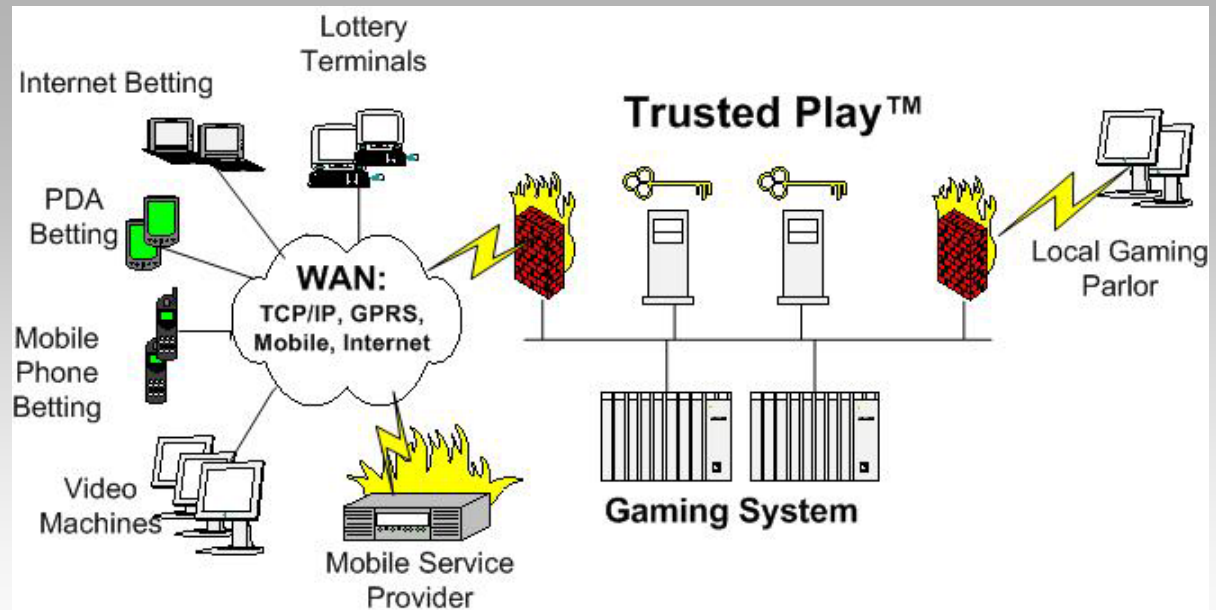 Lottery
Terminals
Internet Betting
Trusted Play™
PDA
Betting
WAN:
TCP/IP, GPRS,
Mobile, Internet
Local Gaming
Parlor
Mobile
Phone
Betting
Video
Machines
Gaming System
Mobile Service
Provider